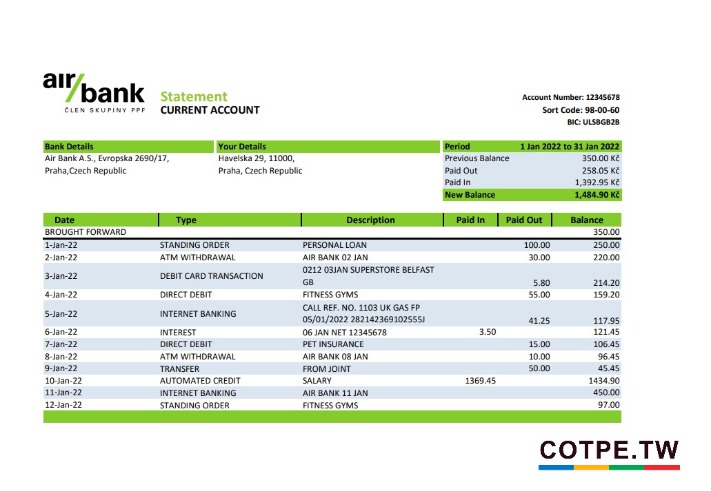 air bank
ČLEN SKUPINY PPF
Statement
CURRENT ACCOUNT
Account Number: 12345678
Sort Code: 98-00-60
BIC: ULSBGB2B
Bank Details Your Details
Air Bank A.S., Evropska 2690/17, Havelska 29, 11000,
Praha,Czech Republic Praha, Czech Republic
Period 1 Jan 2022 to 31 Jan 2022
Previous Balance 350.00 Kč
Paid Out 258.05 Kč
Paid In 1,392.95 Kč
New Balance 1,484.90 Kč
Date Type Description Paid In Paid Out Balance
BROUGHT FORWARD 350.00
1-Jan-22 STANDING ORDER PERSONAL LOAN 100.00 250.00
2-Jan-22 ATM WITHDRAWAL AIR BANK 02 JAN 30.00 220.00
3-Jan-22 DEBIT CARD TRANSACTION 0212 03JAN SUPERSTORE BELFAST
GB 5.80 214.20
4-Jan-22 DIRECT DEBIT FITNESS GYMS 55.00 159.20
5-Jan-22 INTERNET BANKING CALL REF. NO. 1103 UK GAS FP
05/01/2022 282142369102555J 41.25 117.95
6-Jan-22 INTEREST 06 JAN NET 12345678 3.50 121.45
7-Jan-22 DIRECT DEBIT PET INSURANCE 15.00 106.45
8-Jan-22 ATM WITHDRAWAL AIR BANK 08 JAN 10.00 96.45
9-Jan-22 TRANSFER FROM JOINT 50.00 45.45
10-Jan-22 AUTOMATED CREDIT SALARY 1369.45 1434.90
11-Jan-22 INTERNET BANKING AIR BANK 11 JAN 450.00
12-Jan-22 STANDING ORDER FITNESS GYMS 97.00
COTPE.TW